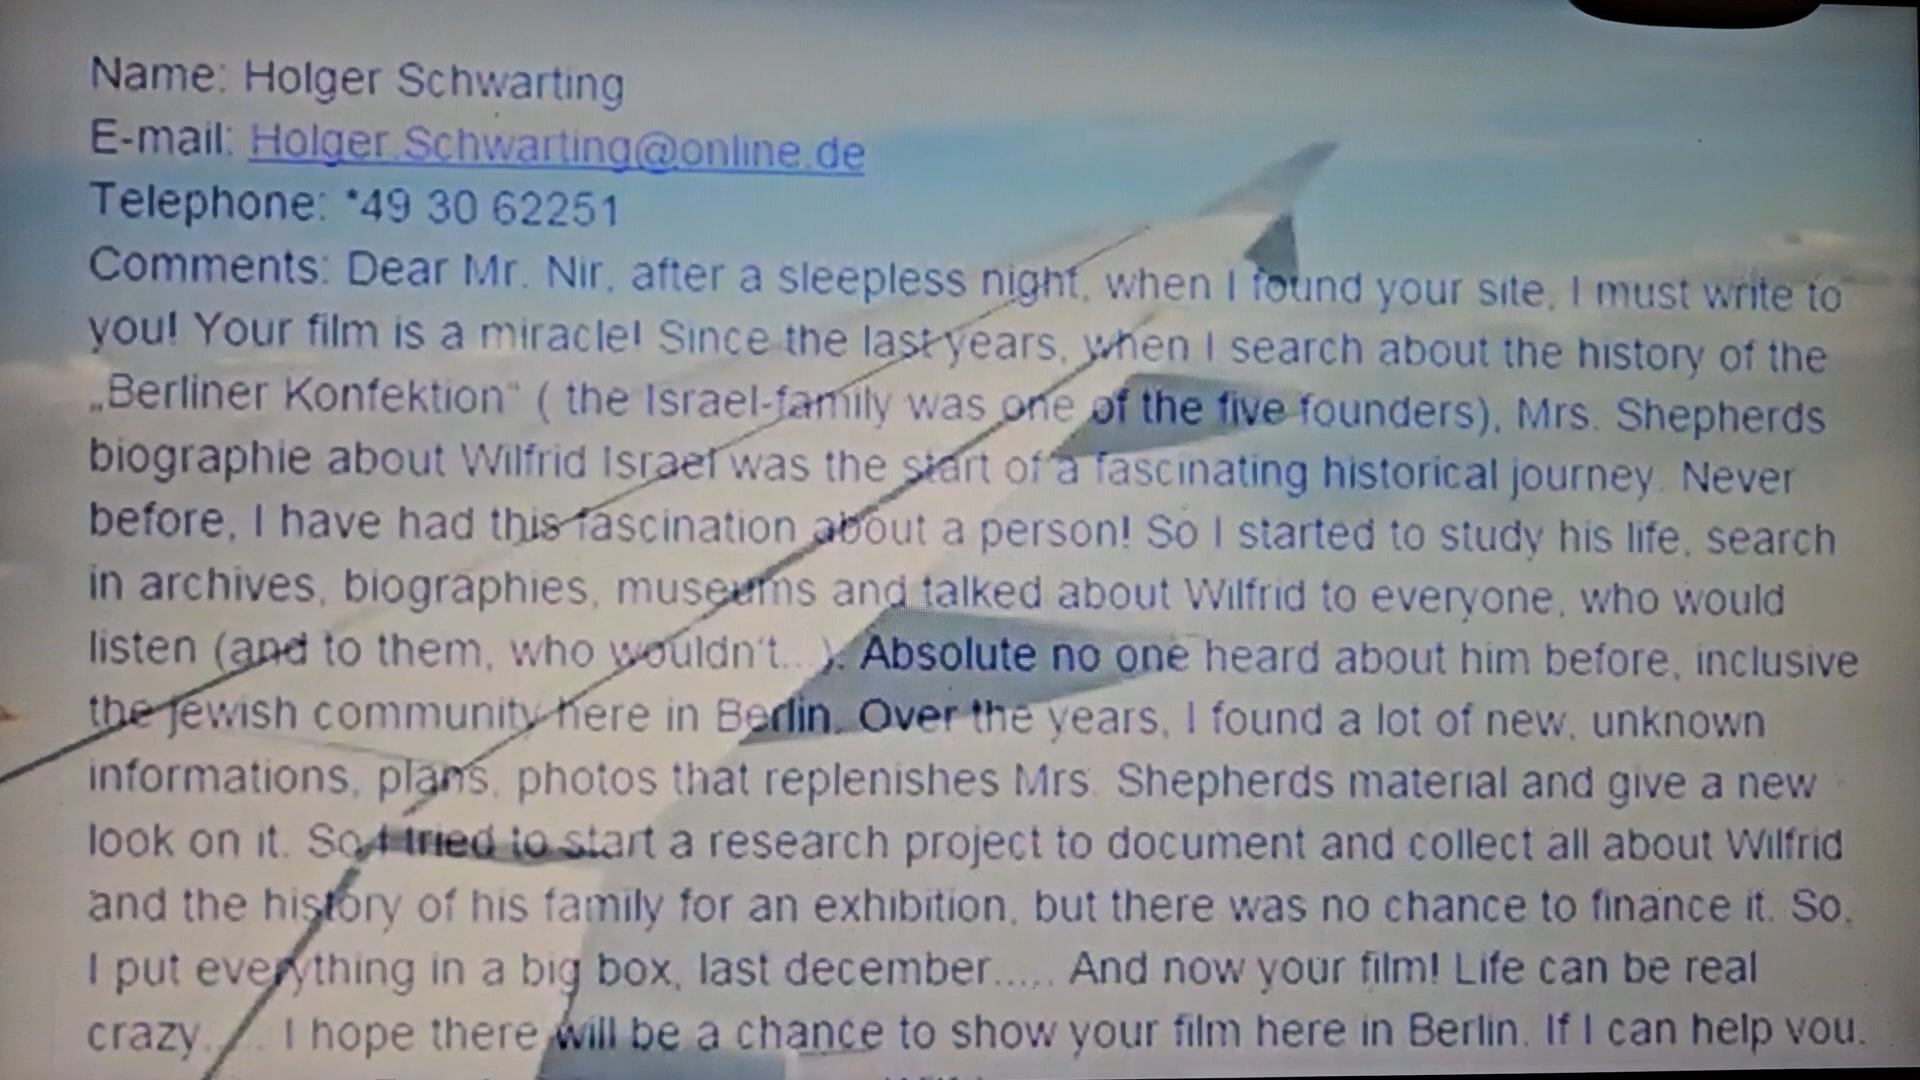 Name: Holger Schwarting
E-mail: Holger.Schwarting@online.de
Telephone: *49 30 62251
Comments: Dear Mr. Nir, after a sleepless night, when I found your site, I must write to
you! Your film is a miracle! Since the last years, when I search about the history of the
„Berliner Konfektion“ ( the Israel-family was one of the five founders), Mrs. Shepherds
biographie about Wilfrid Israel was the start of a fascinating historical journey. Never
before, I have had this fascination about a person! So I started to study his life, search
in archives, biographies, museums and talked about Wilfrid to everyone, who would
listen (and to them, who wouldn't...). Absolute no one heard about him before, inclusive
the jewish community here in Berlin. Over the years, I found a lot of new, unknown
informations, plans, photos that replenishes Mrs. Shepherds material and give a new
look on it. So I tried to start a research project to document and collect all about Wilfrid
and the history of his family for an exhibition, but there was no chance to finance it. So,
I put everything in a big box, last december..... And now your film! Life can be real
crazy..... I hope there will be a chance to show your film here in Berlin. If I can help you.